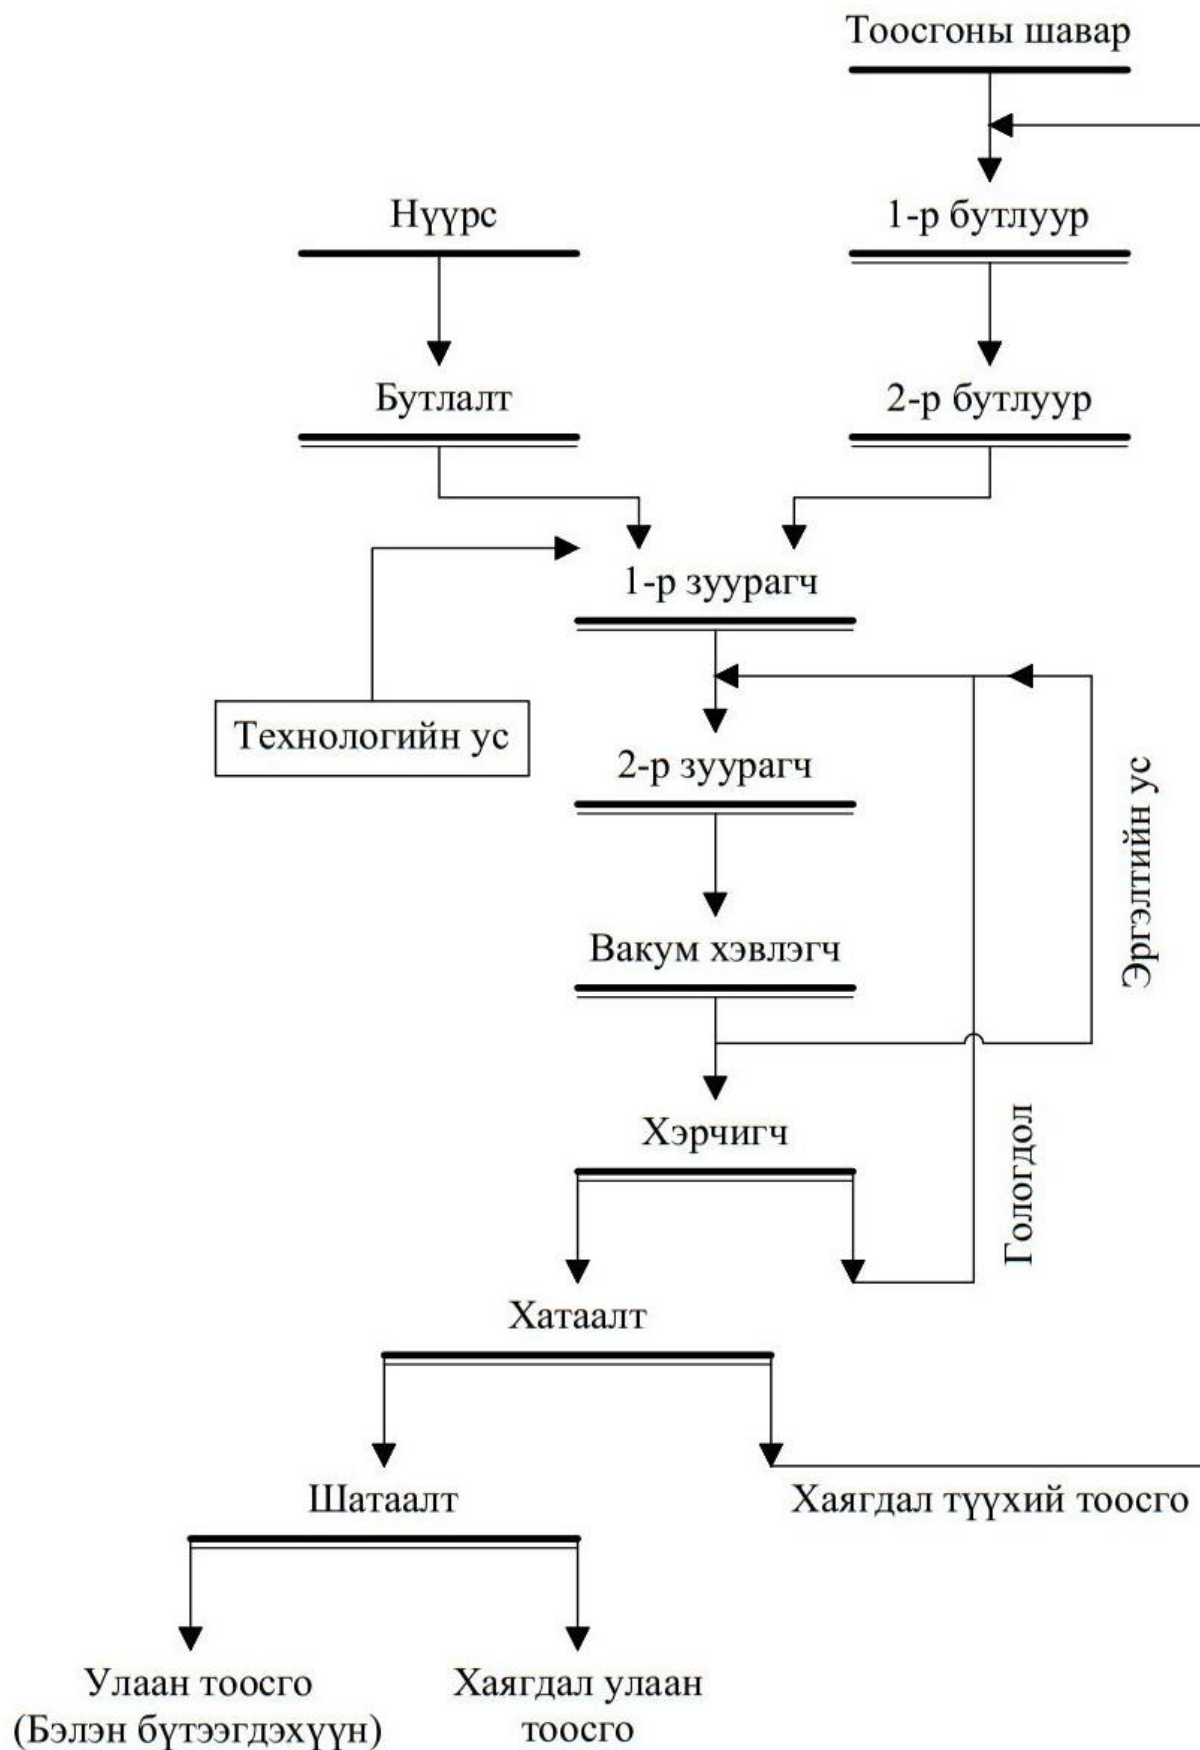 Тоосгоны шавар
Нүүрс
1-р бутлуур
Бутлалт
2-р бутлуур
1-р зуурагч
Технологийн ус
2-р зуурагч
Эргэлтийн ус
Вакум хэвлэгч
Хэрчигч
Гологдол
Хатаалт
Шатаалт
Хаягдал түүхий тоосго
Улаан тоосго
(Бэлэн бүтээгдэхүүн)
Хаягдал улаан
тоосго